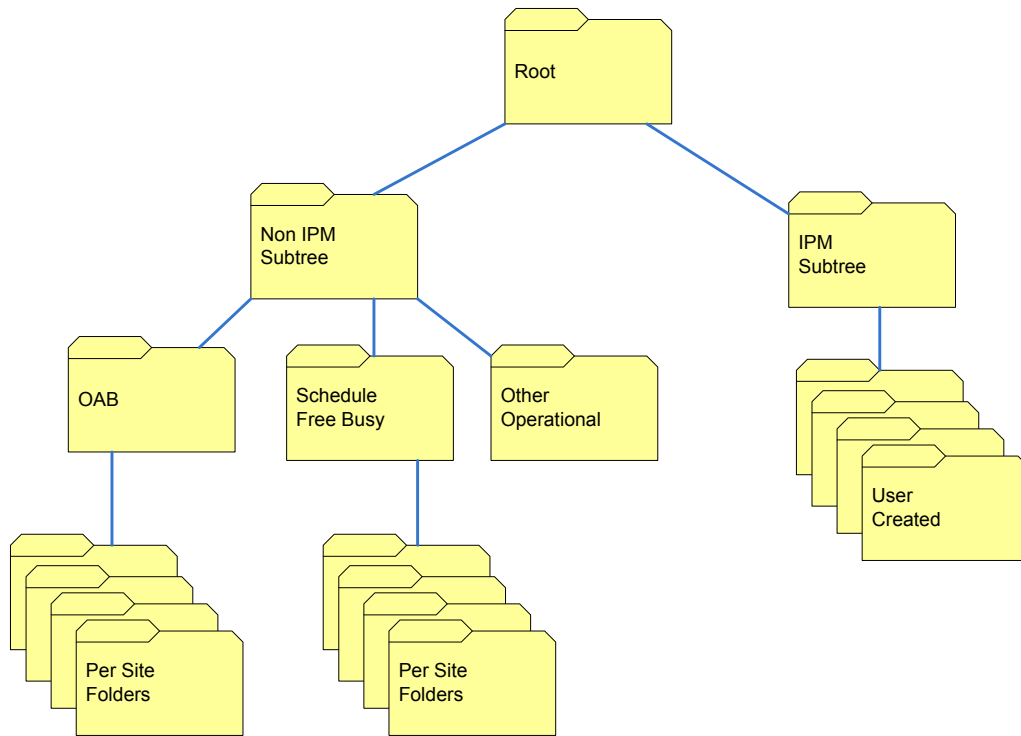 Root
Non IPM
Subtree
IPM
Subtree
OAB
Schedule
Free Busy
Other
Operational
User
Created
Per Site
Folders
Per Site
Folders